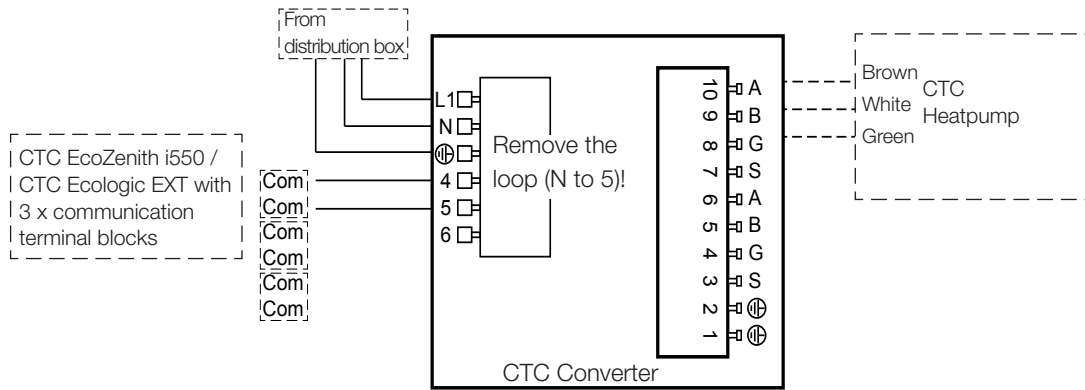 From
distribution box
CTC EcoZenith i550 /
CTC Ecologic EXT with
3 x communication
terminal blocks
Com
Com
Com
Com
Com
Com
L1
N
4
5
6
Remove the
loop (N to 5)!
10 A
9 B
8 G
7 S
6 A
5 B
4 G
3 S
2
1
CTC Converter
Brown
White
Green
CTC
Heatpump